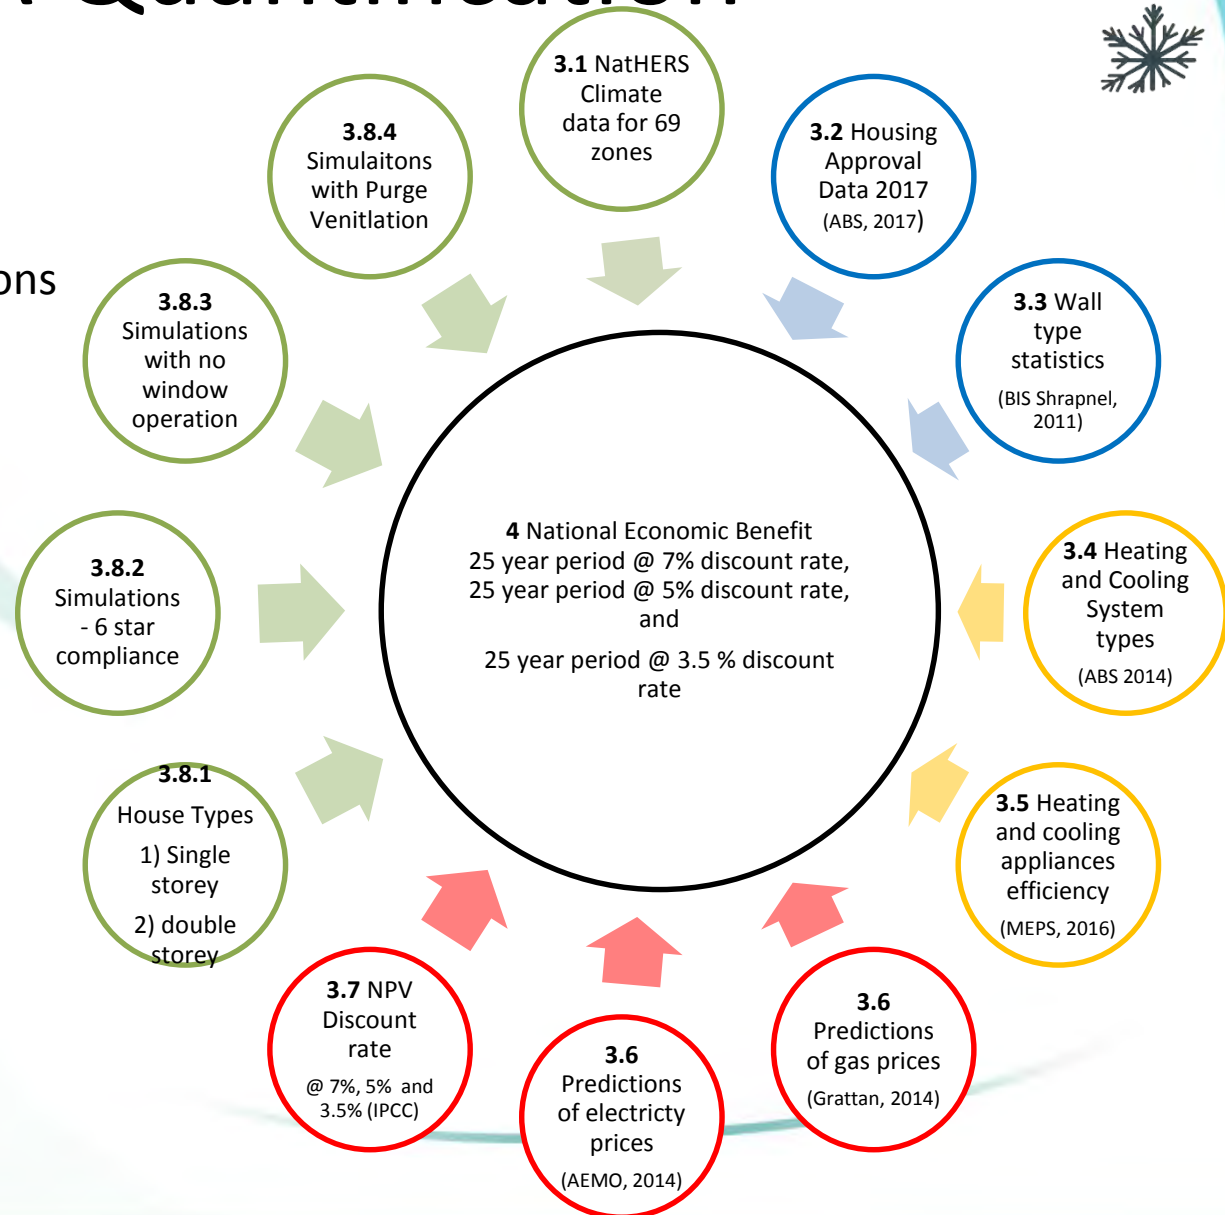 Quantification
ons
3.1 NatHERS
Climate
data for 69
zones
3.2 Housing
Approval
Data 2017
(ABS, 2017)
3.3 Wall
type
statistics
(BIS Shrapnel,
2011)
3.4 Heating
and Cooling
System
types
(ABS 2014)
3.5 Heating
and cooling
appliances
efficiency
(MEPS, 2016)
3.6
Predictions
of gas prices
(Grattan, 2014)
3.6
Predictions
of electricty
prices
(AEMO, 2014)
3.7 NPV
Discount
rate
@ 7%, 5% and
3.5% (IPCC)
3.8.1
House Types
1) Single
storey
2) double
storey
3.8.2
Simulations
- 6 star
compliance
3.8.3
Simulations
with no
window
operation
3.8.4
Simulaitons
with Purge
Venitlation
4 National Economic Benefit
25 year period @ 7% discount rate,
25 year period @ 5% discount rate,
and
25 year period @ 3.5 % discount
rate